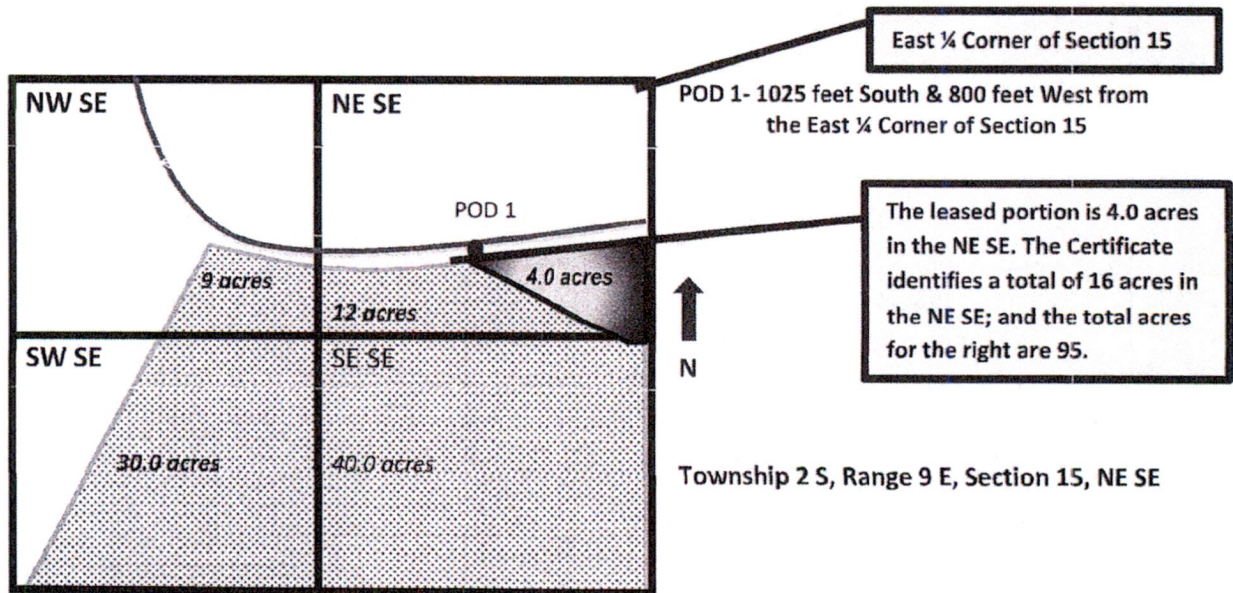 East ¼ Corner of Section 15
NW SE
NE SE
POD 1- 1025 feet South & 800 feet West from
the East ¼ Corner of Section 15
POD 1
The leased portion is 4.0 acres
in the NE SE. The Certificate
identifies a total of 16 acres in
the NE SE; and the total acres
for the right are 95.
9 acres
4.0 acres
12 acres
N
SW SE
SE SE
30.0 acres
40.0 acres
Township 2 S, Range 9 E, Section 15, NE SE